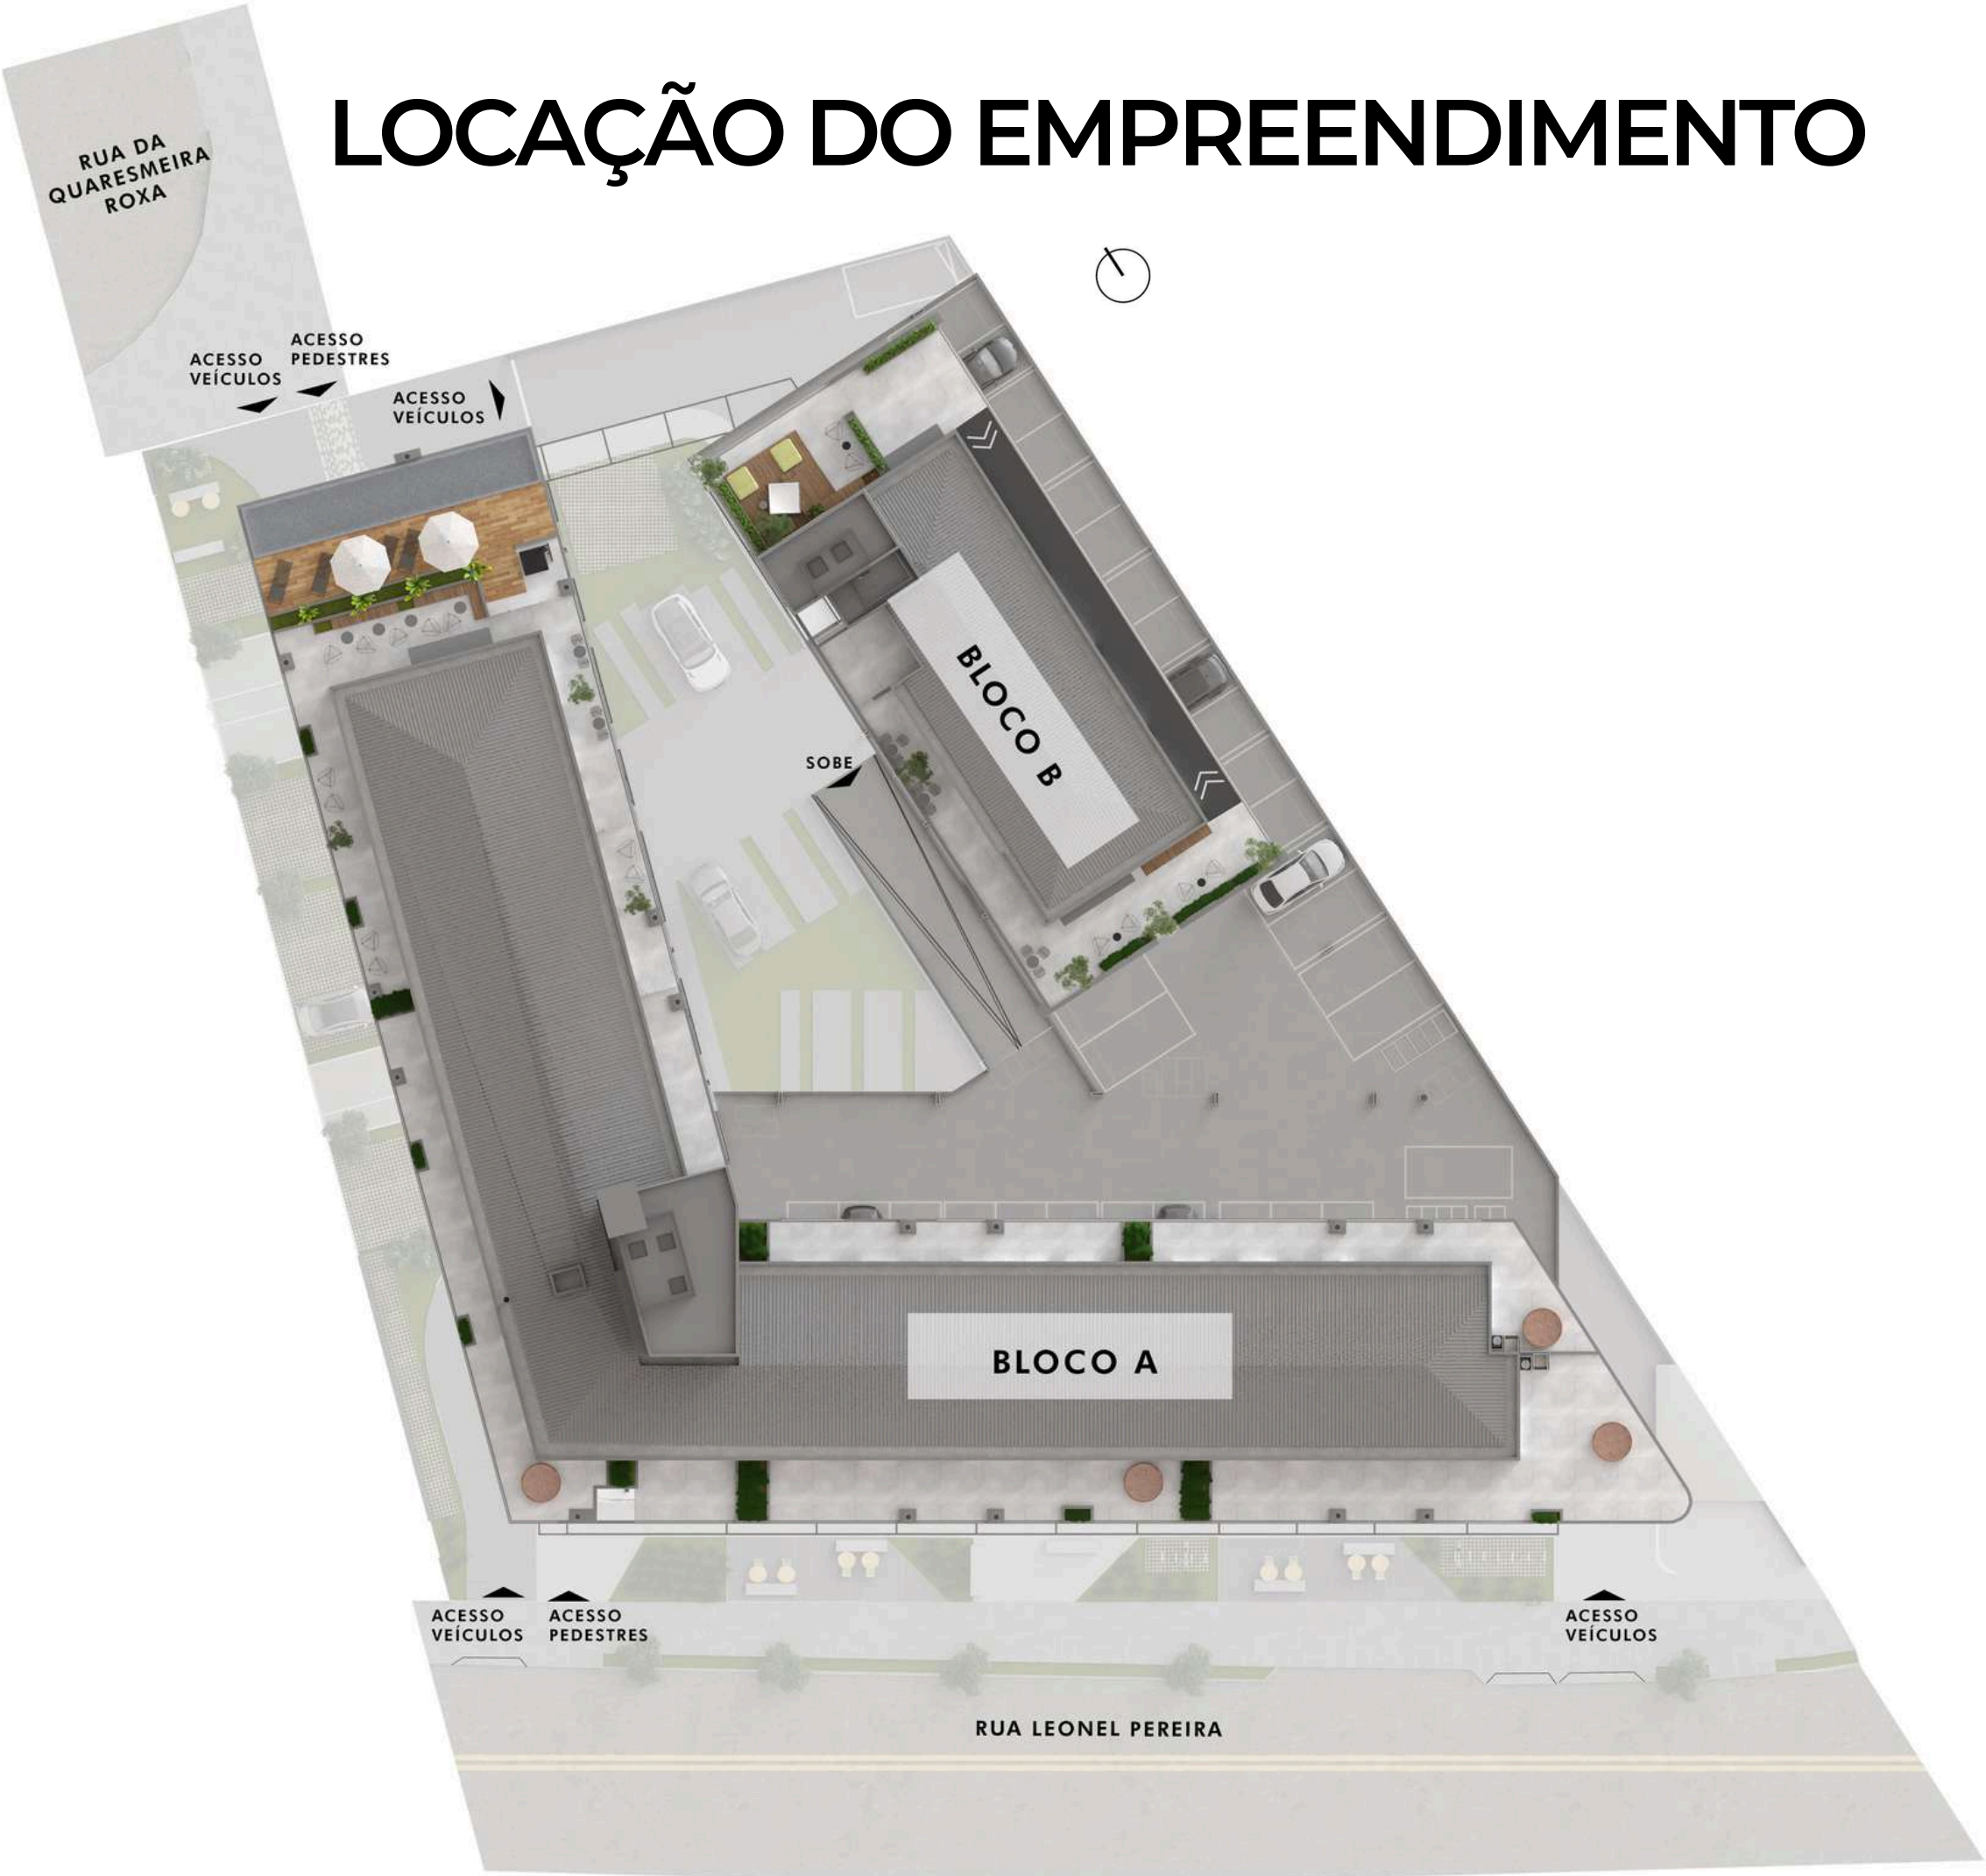 LOCAÇÃO DO EMPREENDIMENTO
RUA DA
QUARESMEIRA
ROXA
ACESSO
VEÍCULOS
ACESSO
PEDESTRES
ACESSO
VEÍCULOS
BLOCO B
SOBE
BLOCO A
ACESSO
VEÍCULOS
ACESSO
PEDESTRES
ACESSO
VEÍCULOS
RUA LEONEL PEREIRA